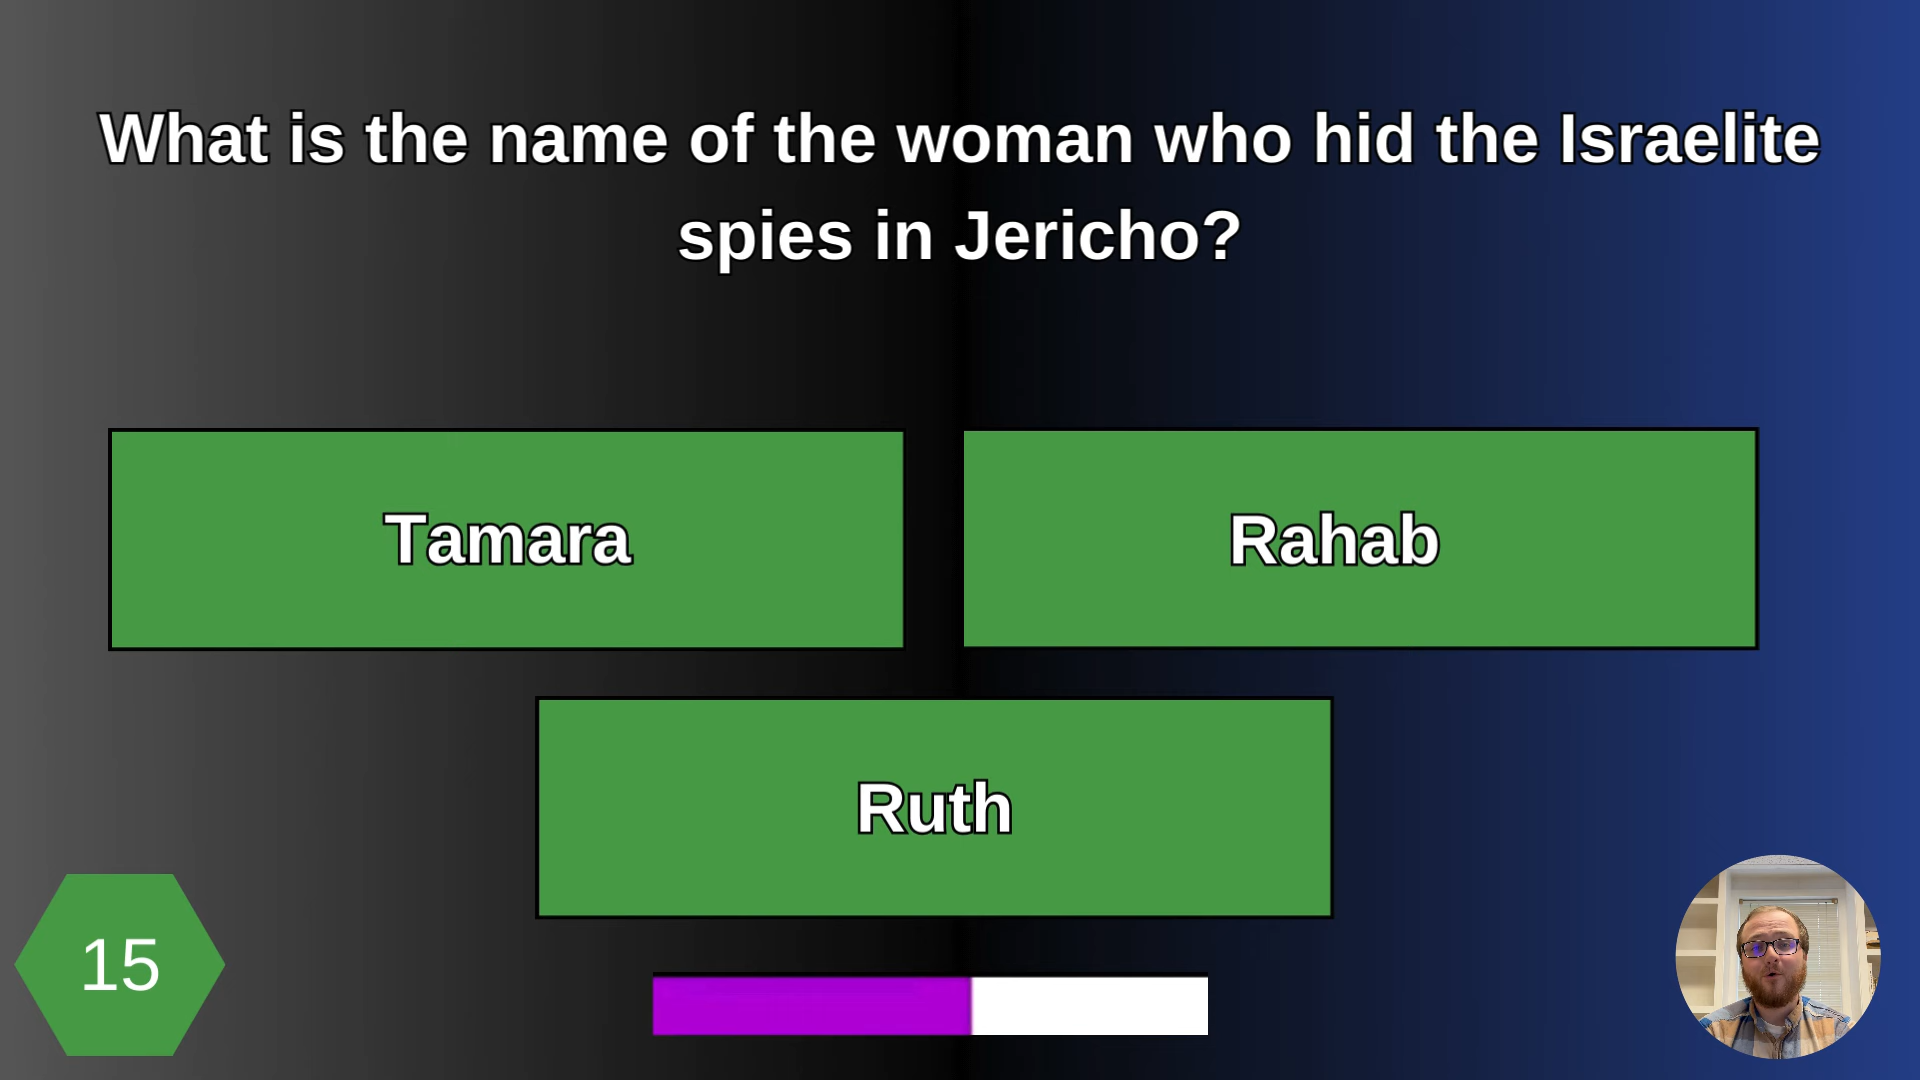 What is the name of the woman who hid the Israelite
spies in Jericho?
Tamara
Rahab
Ruth
15